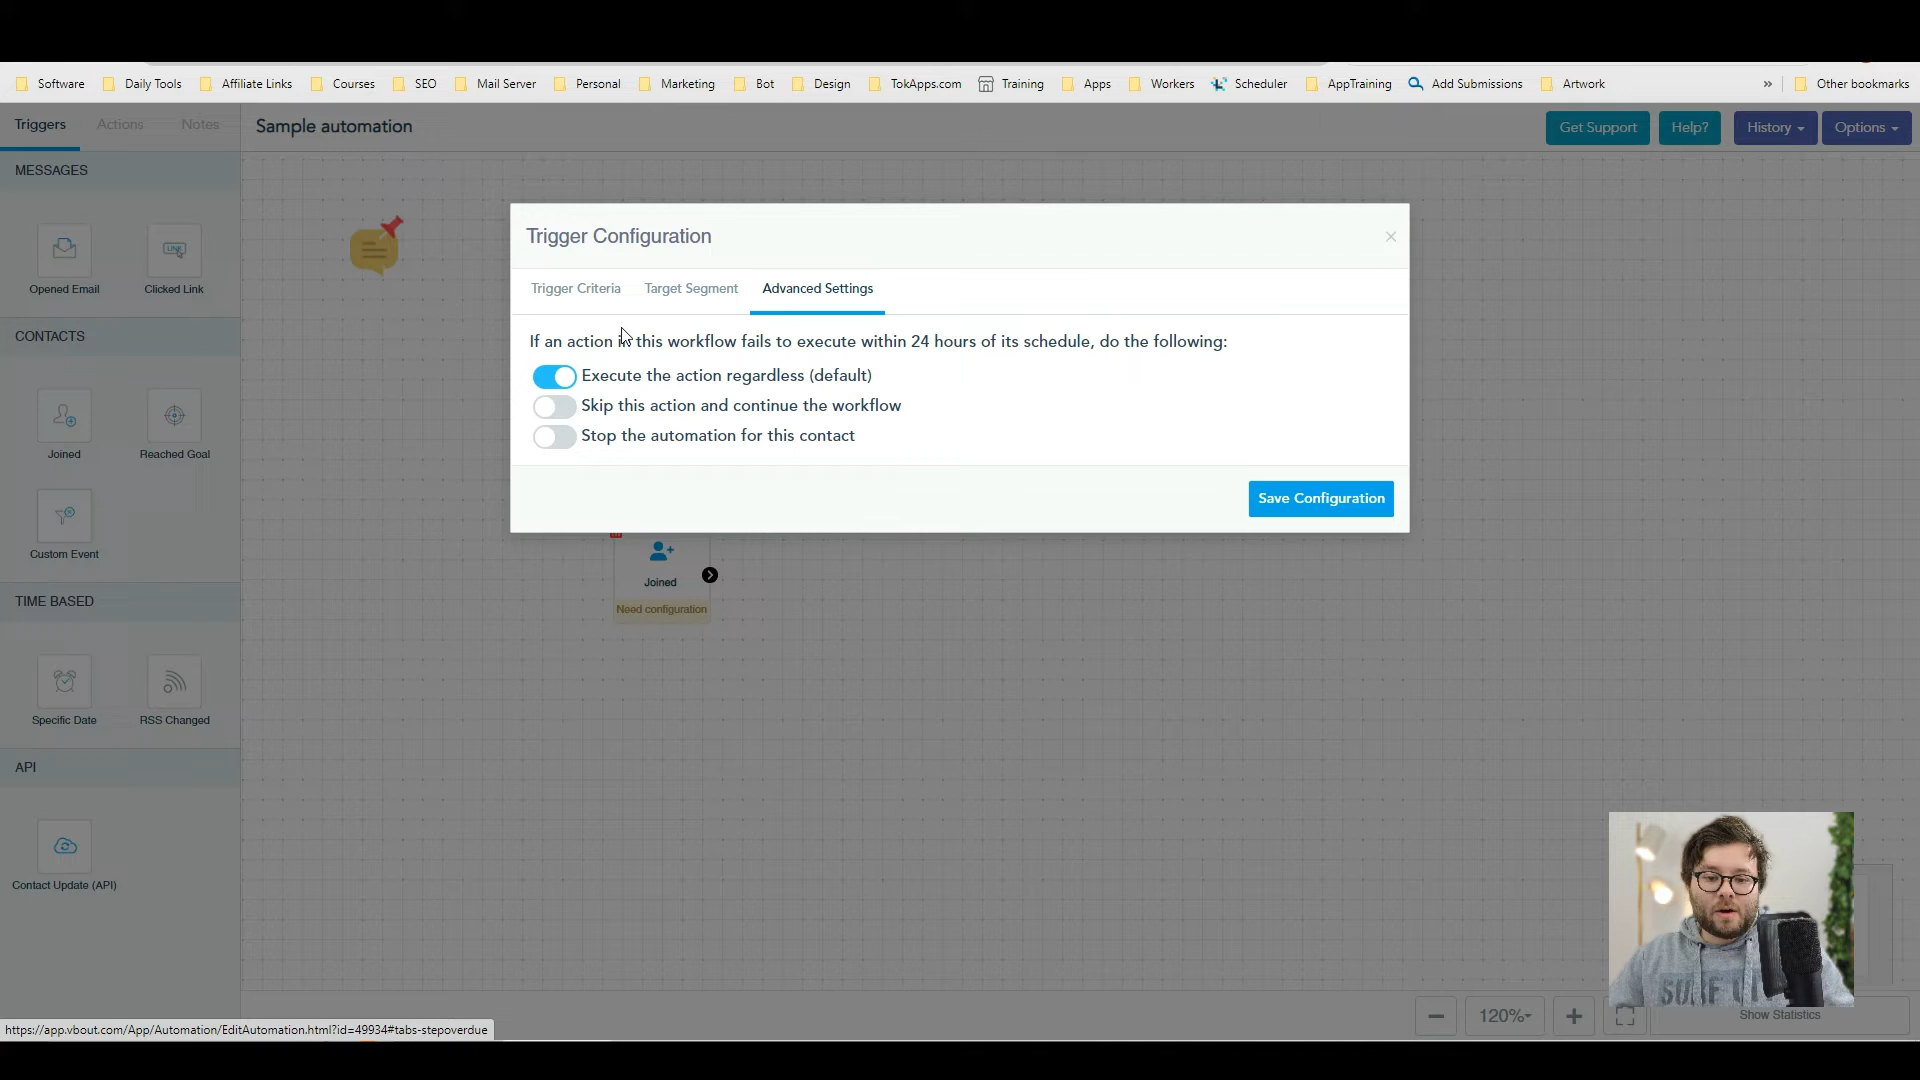 Software Daily Tools Affiliate Links Courses SEO Mail Server Personal Marketing Bot Design TokApps.com Training Apps Workers Scheduler AppTraining Add Submissions Artwork » Other bookmarks
Triggers Actions Notes Sample automation Get Support Help? History Options
MESSAGES
Opened Email
LINK
Clicked Link
CONTACTS
Joined Reached Goal
Custom Event
TIME BASED
Specific Date RSS Changed
API
Contact Update (API)
Trigger Configuration ×
Trigger Criteria Target Segment Advanced Settings
If an action in this workflow fails to execute within 24 hours of its schedule, do the following:
Execute the action regardless (default)
Skip this action and continue the workflow
Stop the automation for this contact
Save Configuration
Joined
Need configuration
SURF
120%
Show Statistics
https://app.vbout.com/App/Automation/EditAutomation.html?id=49934#tabs-stepoverdue